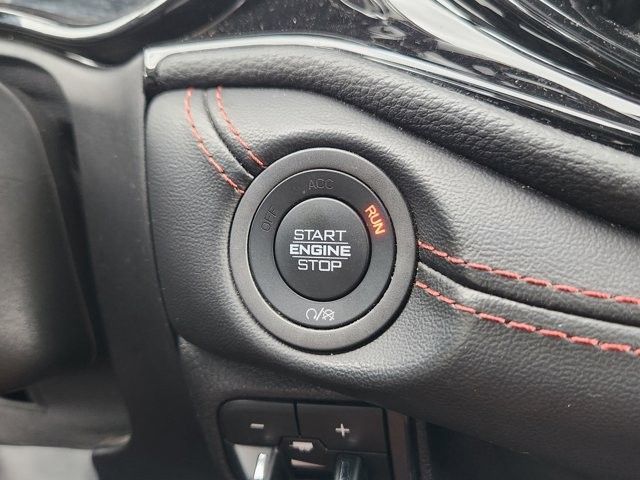 ACC
OFF
RUN
START
ENGINE
STOP
-
+